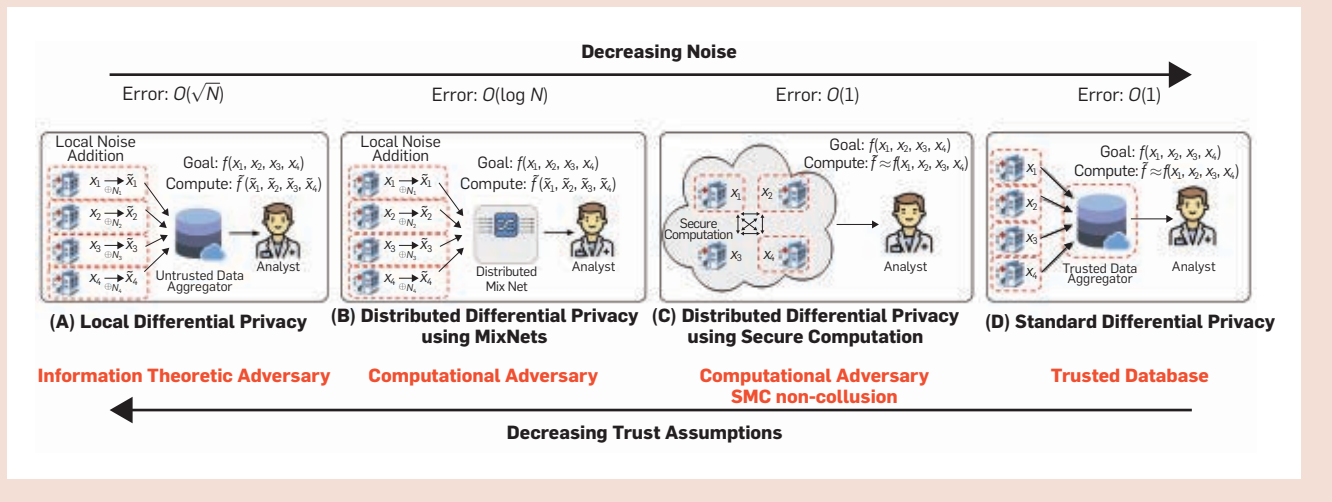 Decreasing Noise
Error: O(√N)
Error: O(log N)
Error: O(1)
Error: O(1)
Local Noise
Addition
Goal: f(x₁, x₂, x₃, x₄)
Compute: f̃ (x̃₁, x̃₂, x̃₃, x̃₄)
x₁ → x̃₁
⊕N₁
x₂ → x̃₂
⊕N₂
x₃ → x̃₃
⊕N₃
x₄ → x̃₄
⊕N₄
Untrusted Data
Aggregator
Analyst
(A) Local Differential Privacy
Information Theoretic Adversary
Local Noise
Addition
Goal: f(x₁, x₂, x₃, x₄)
Compute: f̃ (x̃₁, x̃₂, x̃₃, x̃₄)
x₁ → x̃₁
⊕N₁
x₂ → x̃₂
⊕N₂
x₃ → x̃₃
⊕N₃
x₄ → x̃₄
⊕N₄
Distributed
Mix Net
Analyst
(B) Distributed Differential Privacy
using MixNets
Computational Adversary
Goal: f(x₁, x₂, x₃, x₄)
Compute: f̃ ≈ f(x₁, x₂, x₃, x₄)
x₁
x₂
Secure
Computation
x₃
x₄
Analyst
(C) Distributed Differential Privacy
using Secure Computation
Computational Adversary
SMC non-collusion
Goal: f(x₁, x₂, x₃, x₄)
Compute: f̃ ≈ f(x₁, x₂, x₃, x₄)
x₁
x₂
x₃
x₄
Trusted Data
Aggregator
Analyst
(D) Standard Differential Privacy
Trusted Database
Decreasing Trust Assumptions